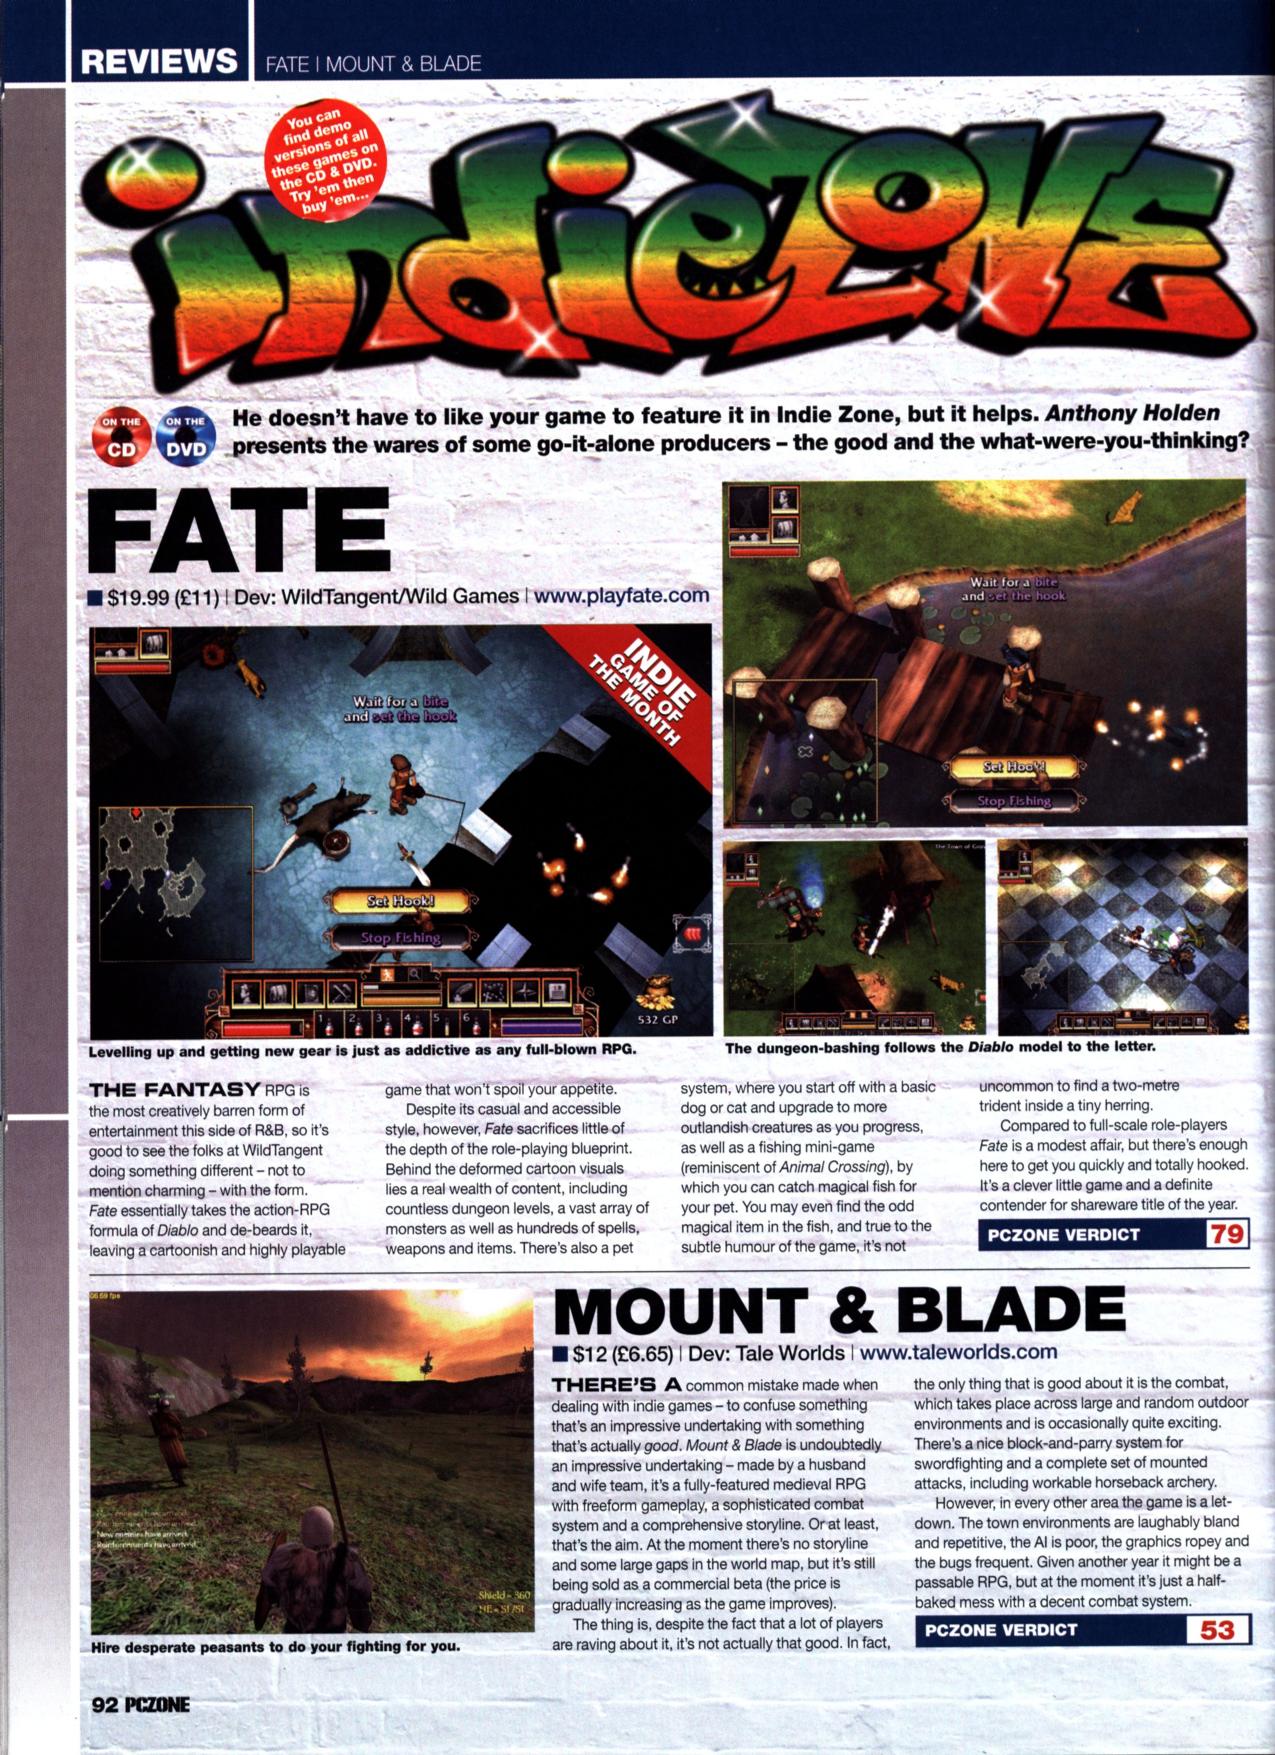 REVIEWS
FATE | MOUNT & BLADE
You can
find demo
versions of all
these games on
the CD & DVD.
Try 'em then
buy 'em...
indieZONE
ON THE
CD
ON THE
DVD
He doesn't have to like your game to feature it in Indie Zone, but it helps. Anthony Holden
presents the wares of some go-it-alone producers – the good and the what-were-you-thinking?
FATE
$19.99 (£11) | Dev: WildTangent/Wild Games | www.playfate.com
INDIE
GAME OF
THE MONTH
Wait for a bite
and set the hook
Set Hook!
Stop Fishing
1 2 3 4 5 6
532 GP
Levelling up and getting new gear is just as addictive as any full-blown RPG.
Wait for a bite
and set the hook
Set Hook!
Stop Fishing
The Town of
The dungeon-bashing follows the Diablo model to the letter.
THE FANTASY RPG is
the most creatively barren form of
entertainment this side of R&B, so it's
good to see the folks at WildTangent
doing something different – not to
mention charming – with the form.
Fate essentially takes the action-RPG
formula of Diablo and de-beards it,
leaving a cartoonish and highly playable
game that won't spoil your appetite.
Despite its casual and accessible
style, however, Fate sacrifices little of
the depth of the role-playing blueprint.
Behind the deformed cartoon visuals
lies a real wealth of content, including
countless dungeon levels, a vast array of
monsters as well as hundreds of spells,
weapons and items. There's also a pet
system, where you start off with a basic
dog or cat and upgrade to more
outlandish creatures as you progress,
as well as a fishing mini-game
(reminiscent of Animal Crossing), by
which you can catch magical fish for
your pet. You may even find the odd
magical item in the fish, and true to the
subtle humour of the game, it's not
uncommon to find a two-metre
trident inside a tiny herring.
Compared to full-scale role-players
Fate is a modest affair, but there's enough
here to get you quickly and totally hooked.
It's a clever little game and a definite
contender for shareware title of the year.
PCZONE VERDICT 79
New enemies have arrived.
Reinforcements have arrived.
Shield - 360
Hire desperate peasants to do your fighting for you.
MOUNT & BLADE
$12 (£6.65) | Dev: Tale Worlds | www.taleworlds.com
THERE'S A common mistake made when
dealing with indie games – to confuse something
that's an impressive undertaking with something
that's actually good. Mount & Blade is undoubtedly
an impressive undertaking – made by a husband
and wife team, it's a fully-featured medieval RPG
with freeform gameplay, a sophisticated combat
system and a comprehensive storyline. Or at least,
that's the aim. At the moment there's no storyline
and some large gaps in the world map, but it's still
being sold as a commercial beta (the price is
gradually increasing as the game improves).
The thing is, despite the fact that a lot of players
are raving about it, it's not actually that good. In fact,
the only thing that is good about it is the combat,
which takes place across large and random outdoor
environments and is occasionally quite exciting.
There's a nice block-and-parry system for
swordfighting and a complete set of mounted
attacks, including workable horseback archery.
However, in every other area the game is a let-
down. The town environments are laughably bland
and repetitive, the AI is poor, the graphics ropey and
the bugs frequent. Given another year it might be a
passable RPG, but at the moment it's just a half-
baked mess with a decent combat system.
PCZONE VERDICT 53
92 PCZONE